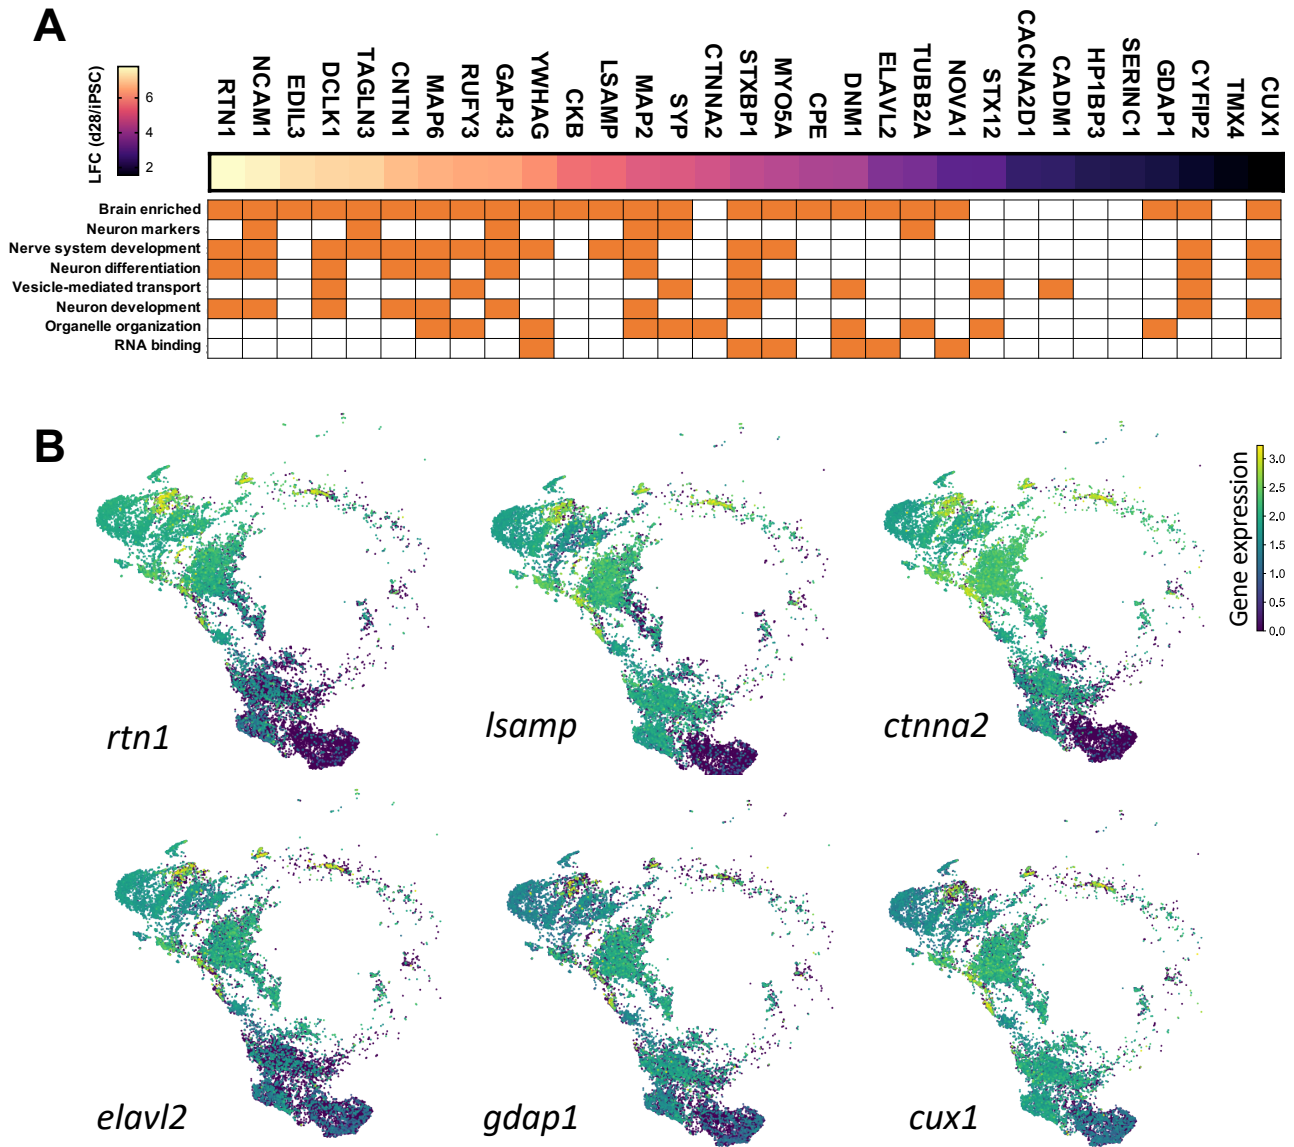 A
LFC (d28/iPSC)
6
4
2
RTN1
NCAM1
EDIL3
DCLK1
TAGLN3
CNTN1
MAP6
RUFY3
GAP43
YWHAG
CKB
LSAMP
MAP2
SYP
CTNNA2
STXBP1
MYO5A
CPE
DNM1
ELAVL2
TUBB2A
NOVA1
STX12
CACNA2D1
CADM1
HP1BP3
SERINC1
GDAP1
CYFIP2
TMX4
CUX1
Brain enriched
Neuron markers
Nerve system development
Neuron differentiation
Vesicle-mediated transport
Neuron development
Organelle organization
RNA binding
B
Gene expression
3.0
2.5
2.0
1.5
1.0
0.5
0.0
rtn1
lsamp
ctnna2
elavl2
gdap1
cux1